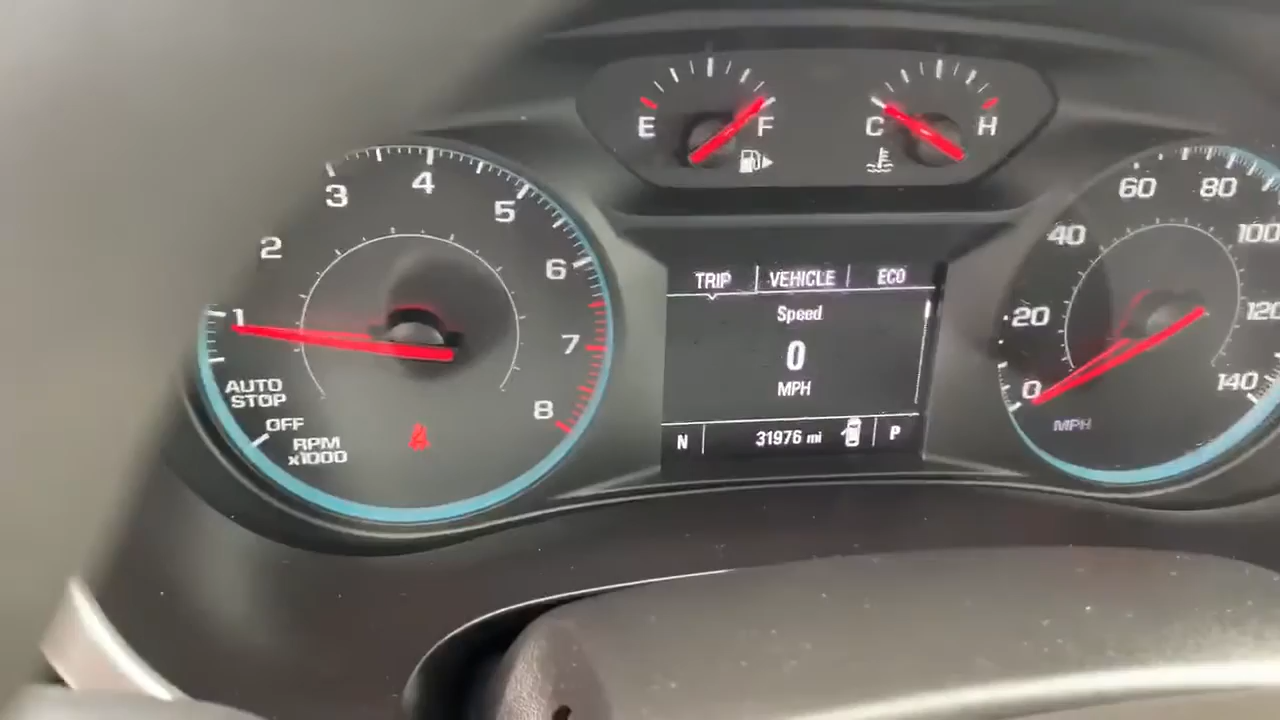 E F
C H
1 2 3 4 5 6 7 8
AUTO
STOP
OFF
RPM
x1000
TRIP VEHICLE ECO
Speed
0
MPH
N 31976 mi P
0 20 40 60 80 100 120 140
MPH